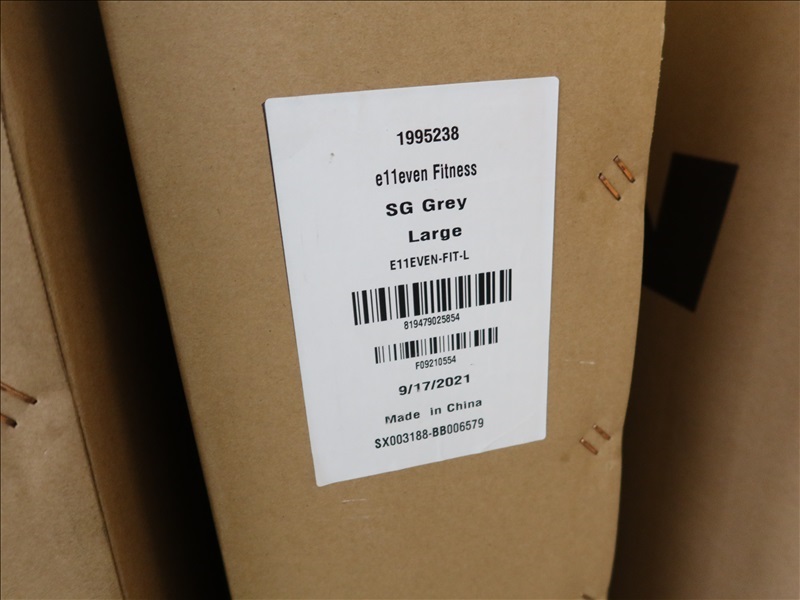 1995238
e11even Fitness
SG Grey
Large
E11EVEN-FIT-L
819479025854
F09210554
9/17/2021
Made in China
SX003188-BB006579